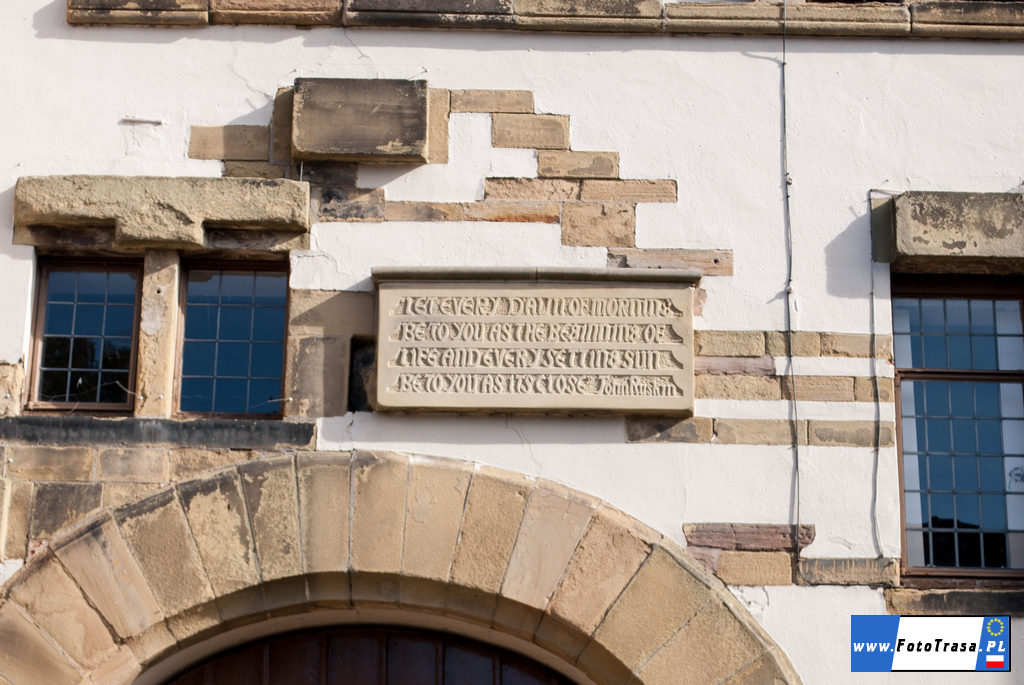 LET EVERY DAWN OF MORNING
BE TO YOU AS THE BEGINNING OF
LIFE AND EVERY SETTING SUN
BE TO YOU AS ITS CLOSE John Ruskin
www.FotoTrasa.PL